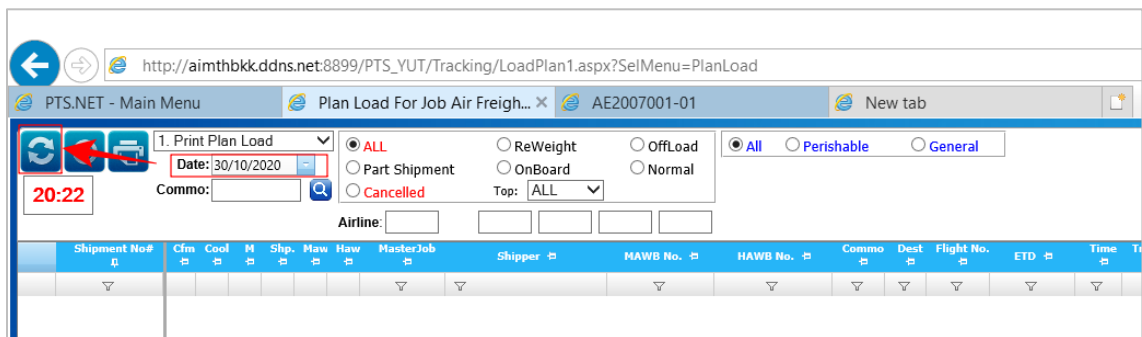 http://aimthbkk.ddns.net:8899/PTS_YUT/Tracking/LoadPlan1.aspx?SelMenu=PlanLoad
PTS.NET - Main Menu Plan Load For Job Air Freigh... AE2007001-01 New tab
1. Print Plan Load ALL ReWeight OffLoad All Perishable General
Date: 30/10/2020 Part Shipment OnBoard Normal
20:22 Commo: Cancelled Top: ALL
Airline:
Shipment No# Cfm Cool M Shp. Maw Haw MasterJob Shipper MAWB No. HAWB No. Commo Dest Flight No. ETD Time